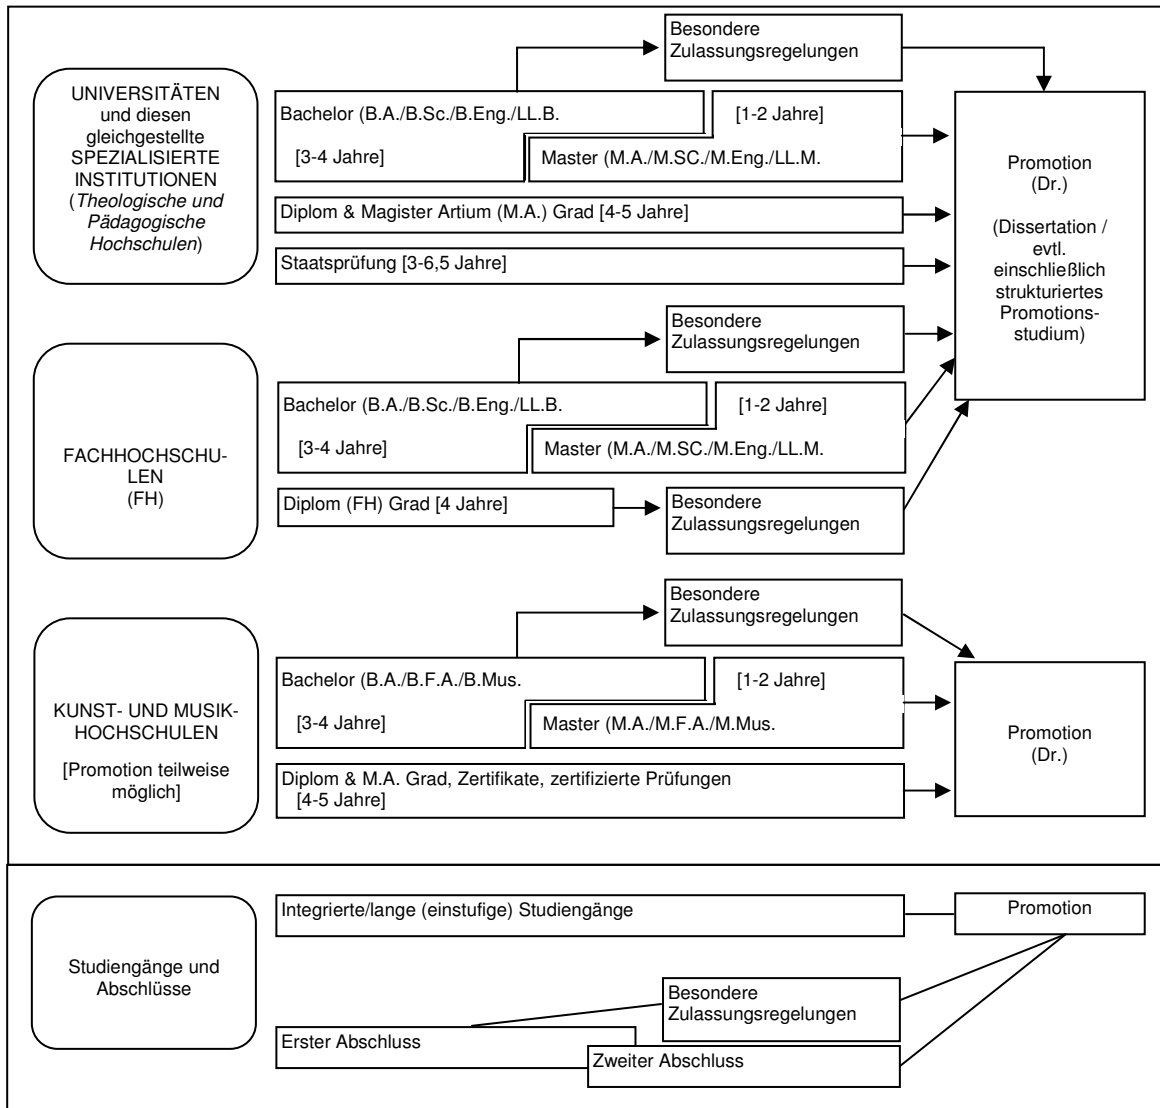 Besondere
Zulassungsregelungen
UNIVERSITÄTEN
und diesen
gleichgestellte
SPEZIALISIERTE
INSTITUTIONEN
(Theologische und
Pädagogische
Hochschulen)
Bachelor (B.A./B.Sc./B.Eng./LL.B.
[3-4 Jahre]
[1-2 Jahre]
Master (M.A./M.SC./M.Eng./LL.M.
Diplom & Magister Artium (M.A.) Grad [4-5 Jahre]
Staatsprüfung [3-6,5 Jahre]
Promotion
(Dr.)
(Dissertation /
evtl.
einschließlich
strukturiertes
Promotions-
studium)
FACHHOCHSCHU-
LEN
(FH)
Besondere
Zulassungsregelungen
Bachelor (B.A./B.Sc./B.Eng./LL.B.
[3-4 Jahre]
[1-2 Jahre]
Master (M.A./M.SC./M.Eng./LL.M.
Diplom (FH) Grad [4 Jahre]
Besondere
Zulassungsregelungen
KUNST- UND MUSIK-
HOCHSCHULEN
[Promotion teilweise
möglich]
Besondere
Zulassungsregelungen
Bachelor (B.A./B.F.A./B.Mus.
[3-4 Jahre]
[1-2 Jahre]
Master (M.A./M.F.A./M.Mus.
Diplom & M.A. Grad, Zertifikate, zertifizierte Prüfungen
[4-5 Jahre]
Promotion
(Dr.)
Studiengänge und
Abschlüsse
Integrierte/lange (einstufige) Studiengänge
Promotion
Besondere
Zulassungsregelungen
Erster Abschluss
Zweiter Abschluss